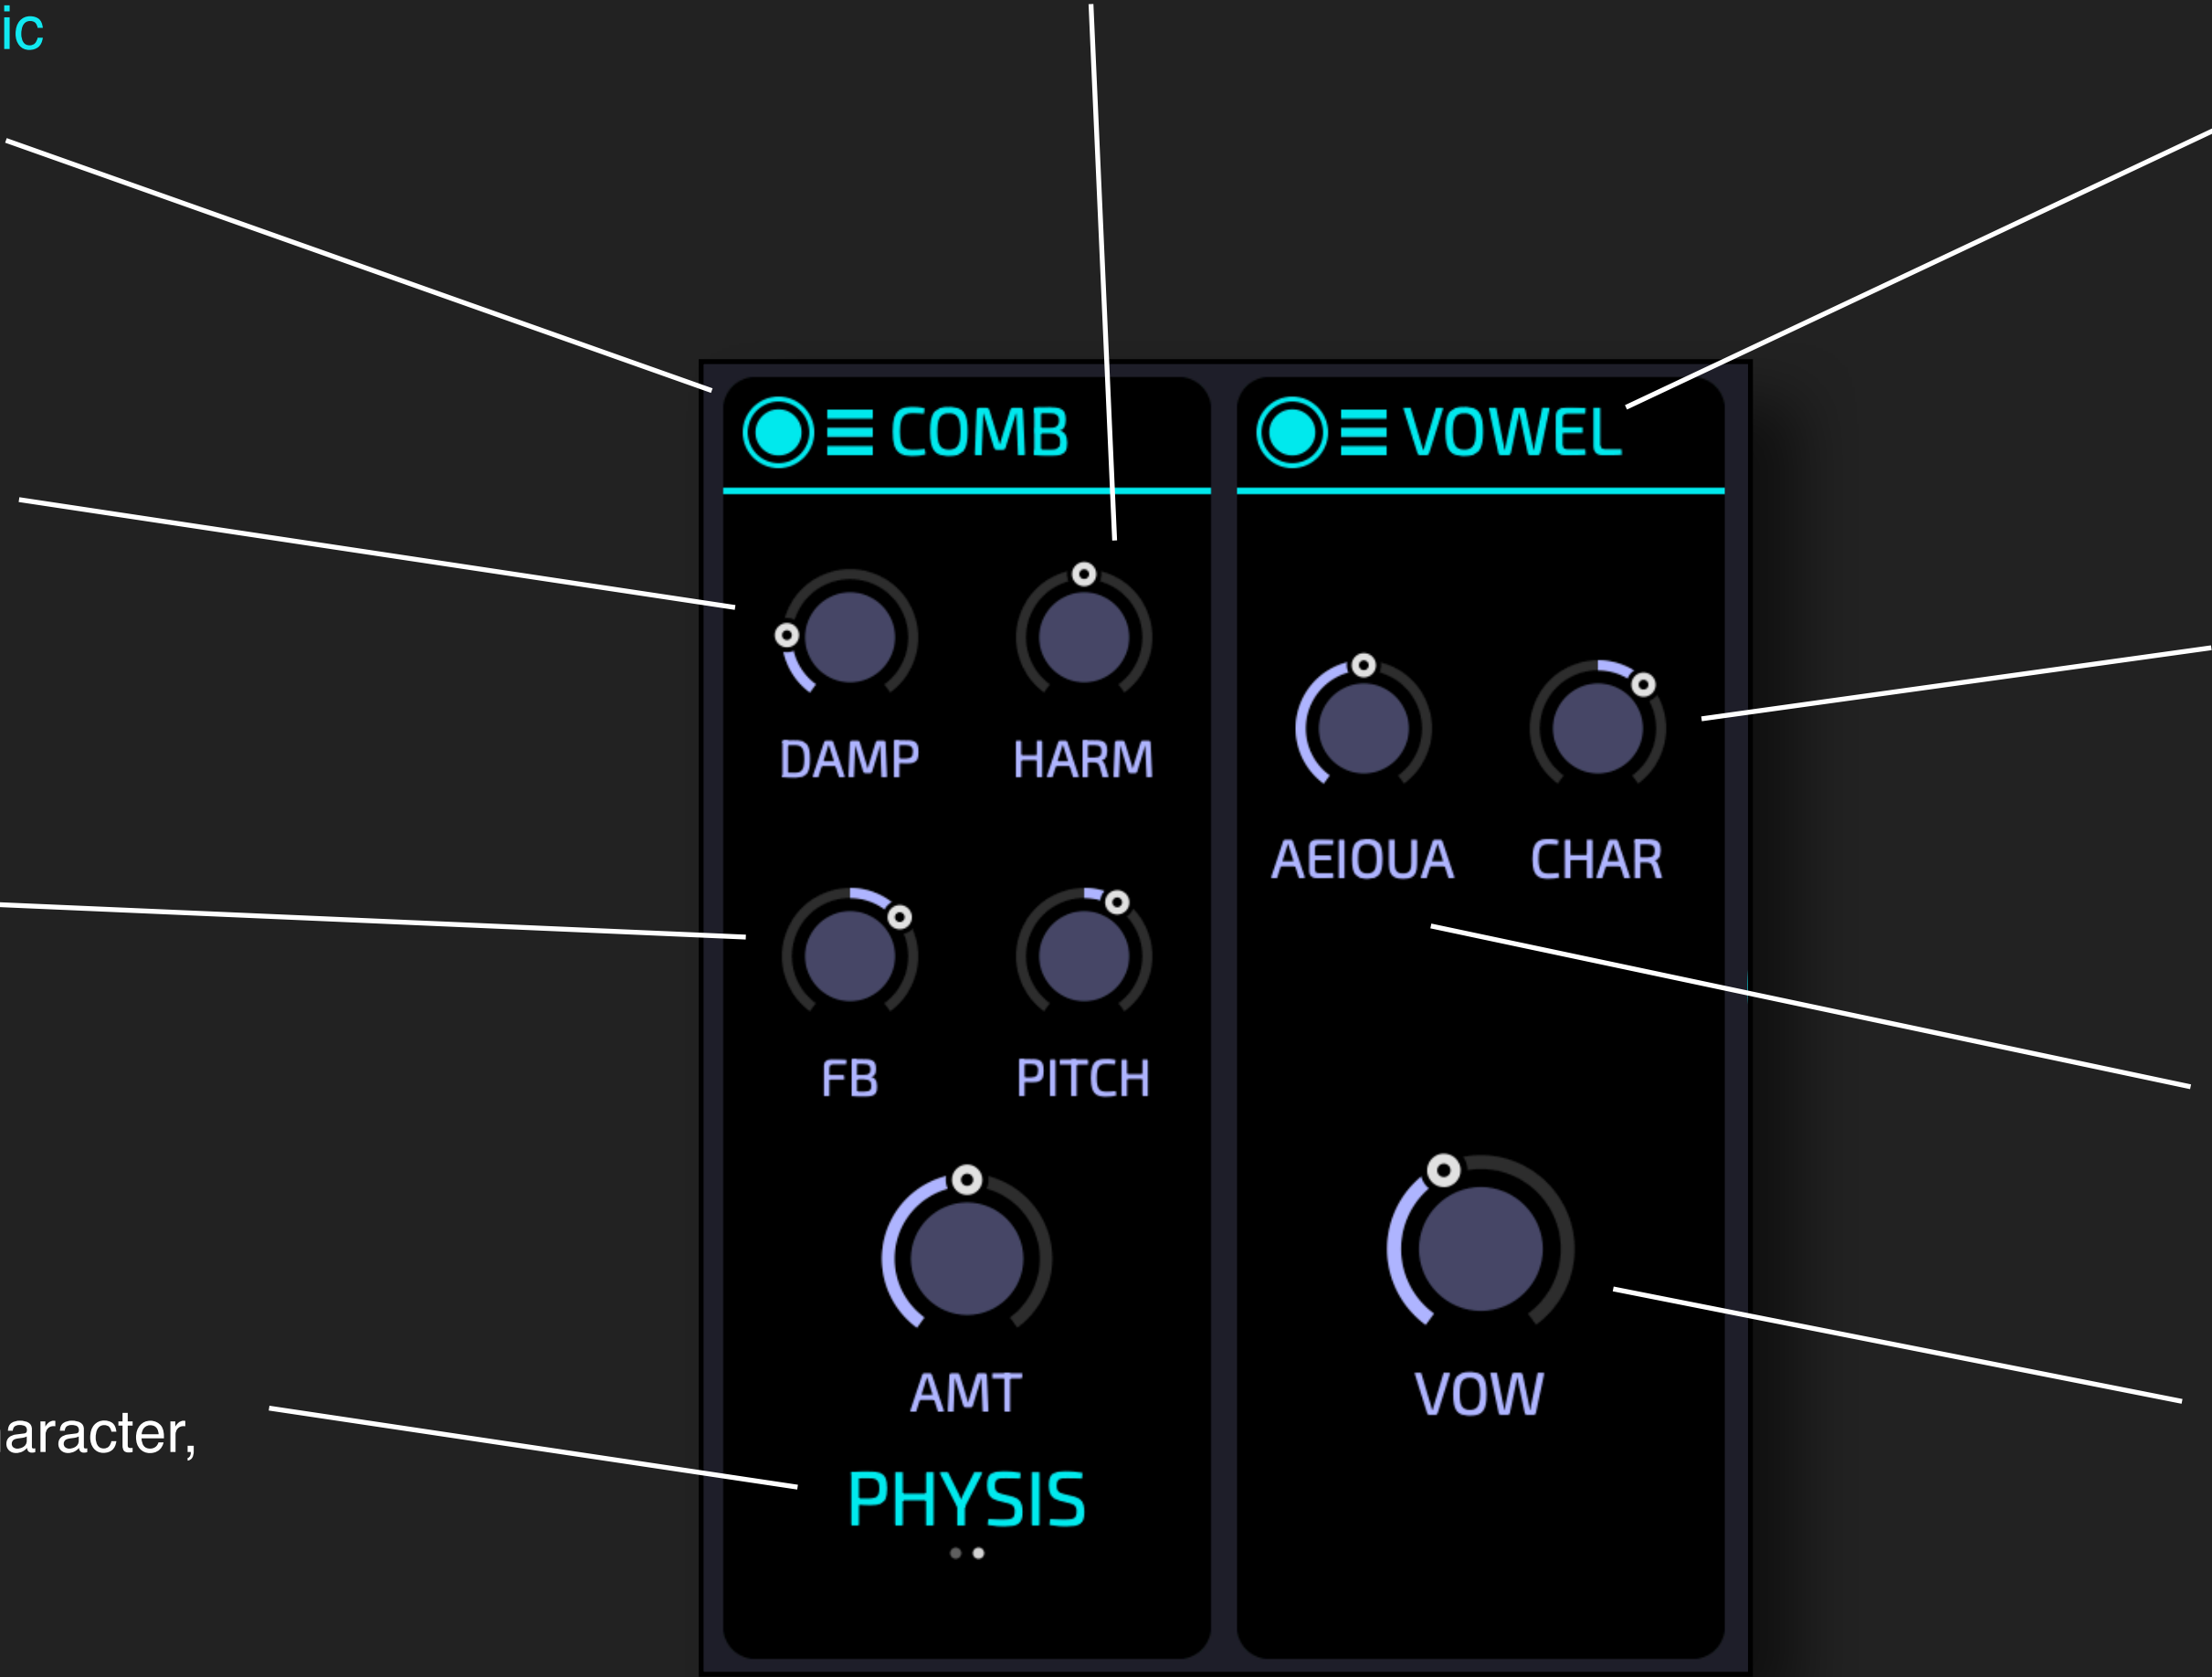 ic
COMB
VOWEL
DAMP
HARM
AEIOUA
CHAR
FB
PITCH
AMT
VOW
aracter,
PHYSIS